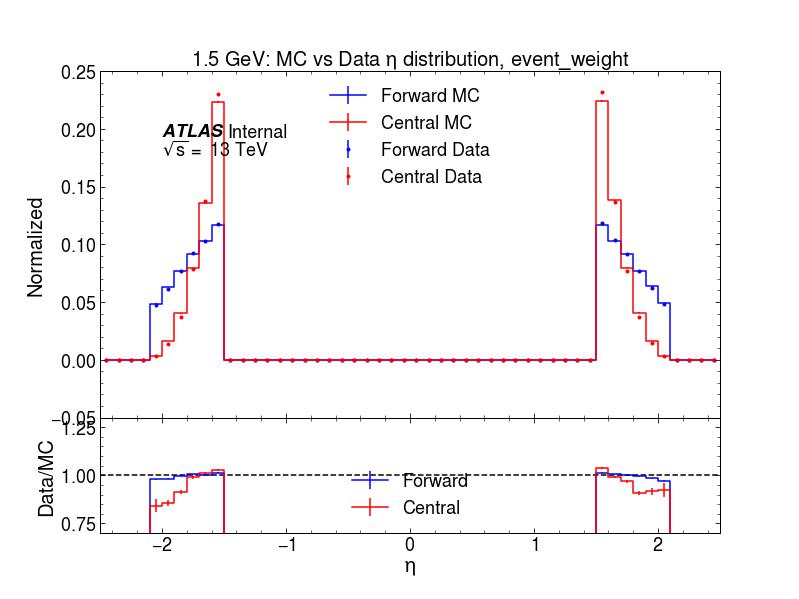 1.5 GeV: MC vs Data η distribution, event_weight
0.25
0.20
0.15
0.10
0.05
0.00
−0.05
Normalized
ATLAS Internal
√s = 13 TeV
Forward MC
Central MC
Forward Data
Central Data
1.25
1.00
0.75
Data/MC
Forward
Central
−2 −1 0 1 2
η